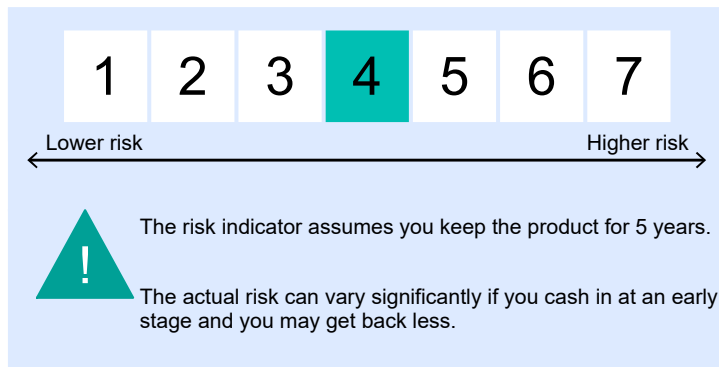 1 2 3 4 5 6 7
Lower risk Higher risk
!
The risk indicator assumes you keep the product for 5 years.
The actual risk can vary significantly if you cash in at an early
stage and you may get back less.